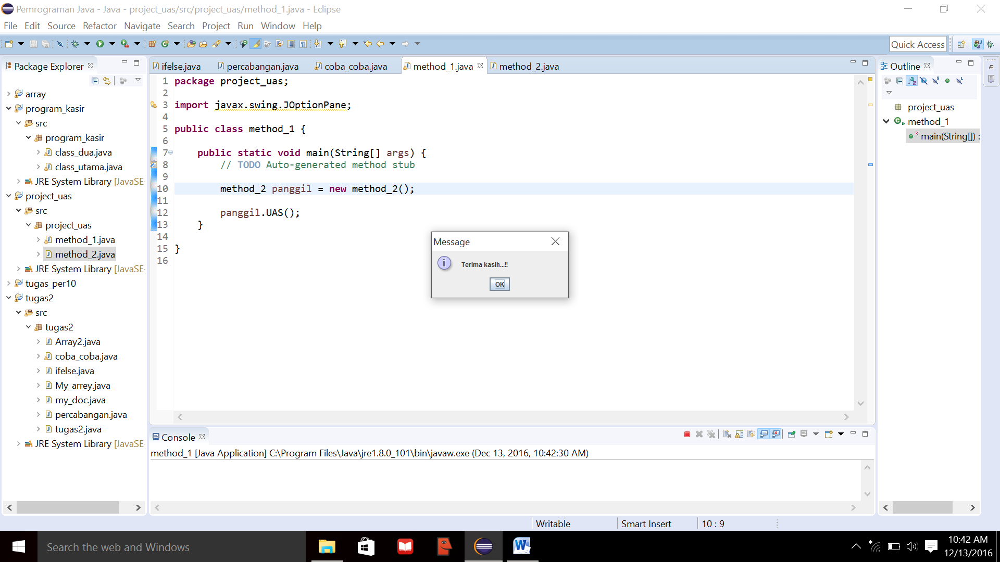 Pemrograman Java - Java - project_uas/src/project_uas/method_1.java - Eclipse
File Edit Source Refactor Navigate Search Project Run Window Help
Quick Access
Package Explorer
array
program_kasir
src
program_kasir
class_dua.java
class_utama.java
JRE System Library [JavaSE-
project_uas
src
project_uas
method_1.java
method_2.java
JRE System Library [JavaSE-
tugas_per10
tugas2
src
tugas2
Array2.java
coba_coba.java
ifelse.java
My_arrey.java
my_doc.java
percabangan.java
tugas2.java
JRE System Library [JavaSE-
ifelse.java percabangan.java coba_coba.java method_1.java method_2.java
1 package project_uas;
2
3 import javax.swing.JOptionPane;
4
5 public class method_1 {
6
7 public static void main(String[] args) {
8 // TODO Auto-generated method stub
9
10 method_2 panggil = new method_2();
11
12 panggil.UAS();
13 }
14
15 }
16
Message
Terima kasih...!!
OK
Outline
project_uas
method_1
main(String[]) :
Console
method_1 [Java Application] C:\Program Files\Java\jre1.8.0_101\bin\javaw.exe (Dec 13, 2016, 10:42:30 AM)
Writable Smart Insert 10 : 9
Search the web and Windows
10:42 AM
12/13/2016